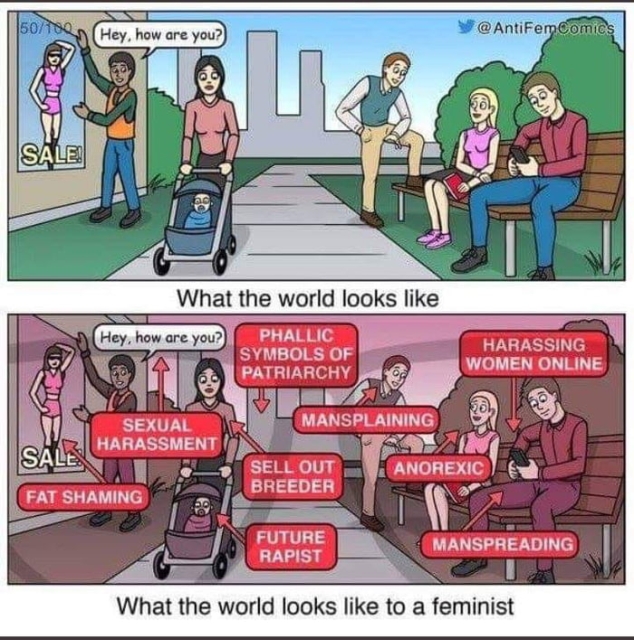 50/100
Hey, how are you?
@AntiFemComics
SALE!
What the world looks like
Hey, how are you?
PHALLIC
SYMBOLS OF
PATRIARCHY
HARASSING
WOMEN ONLINE
SEXUAL
HARASSMENT
MANSPLAINING
SALE
FAT SHAMING
SELL OUT
BREEDER
ANOREXIC
FUTURE
RAPIST
MANSPREADING
What the world looks like to a feminist